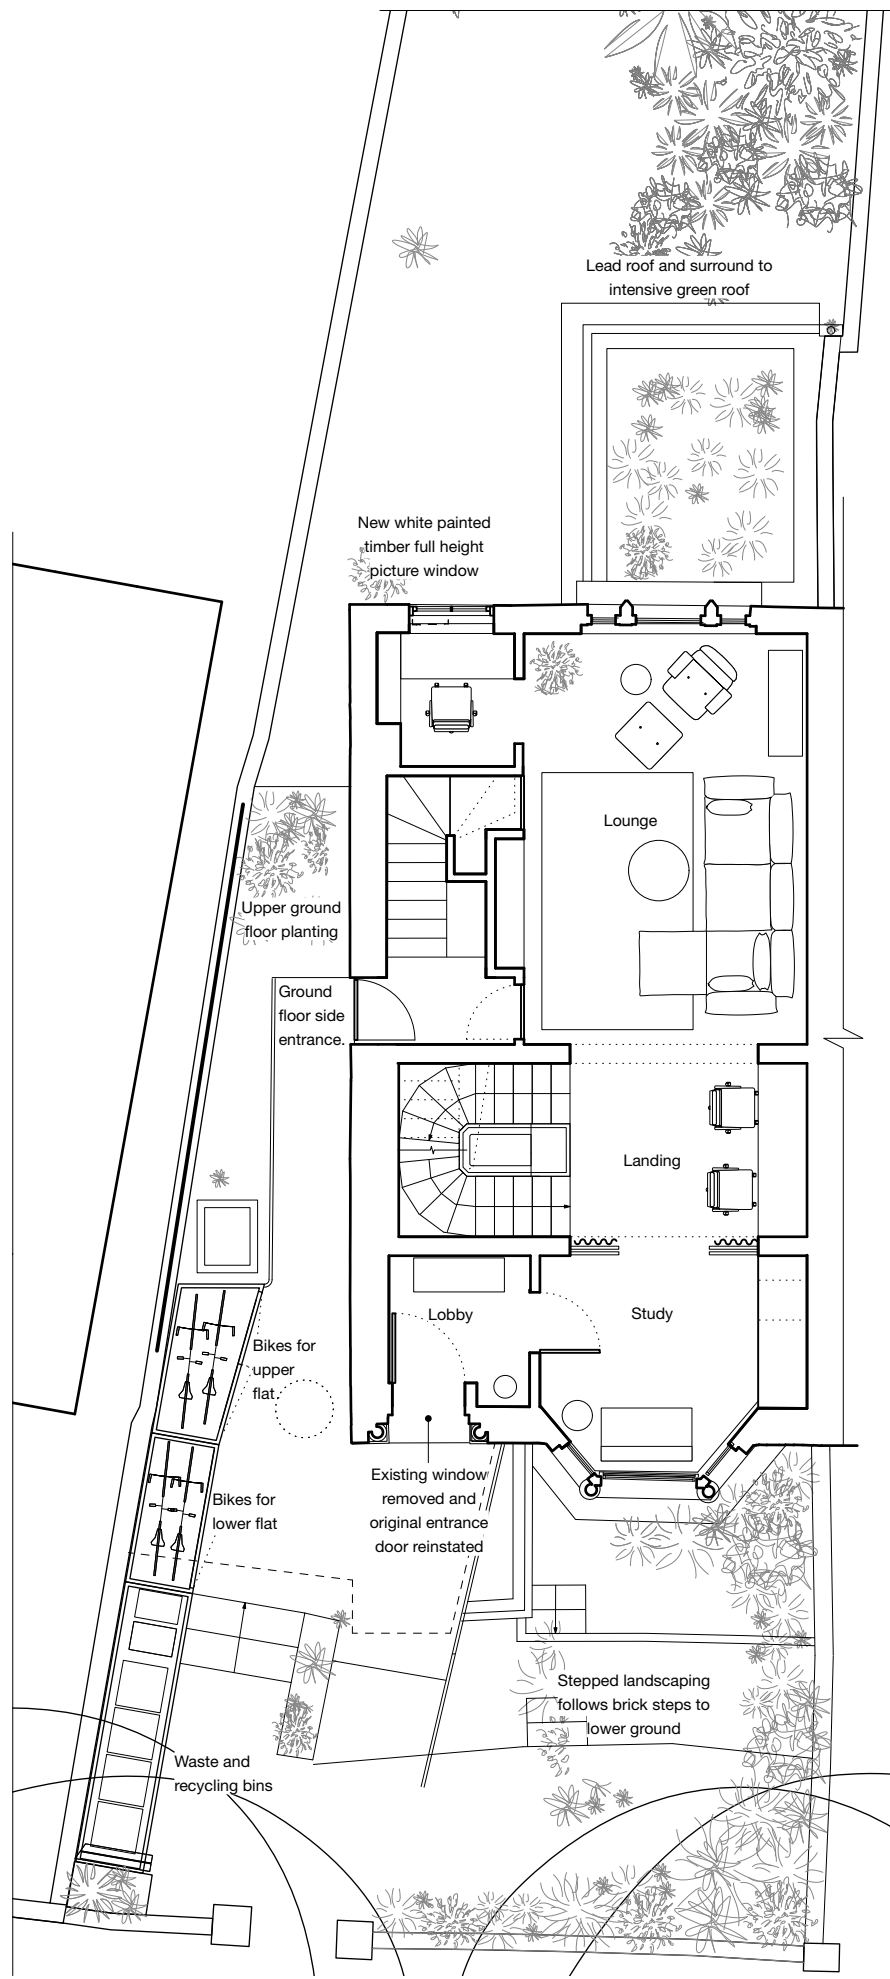 Lead roof and surround to
intensive green roof
New white painted
timber full height
picture window
Lounge
Upper ground
floor planting
Ground
floor side
entrance.
Landing
Lobby
Study
Bikes for
upper
flat.
Existing window
removed and
original entrance
door reinstated
Bikes for
lower flat
Stepped landscaping
follows brick steps to
lower ground
Waste and
recycling bins